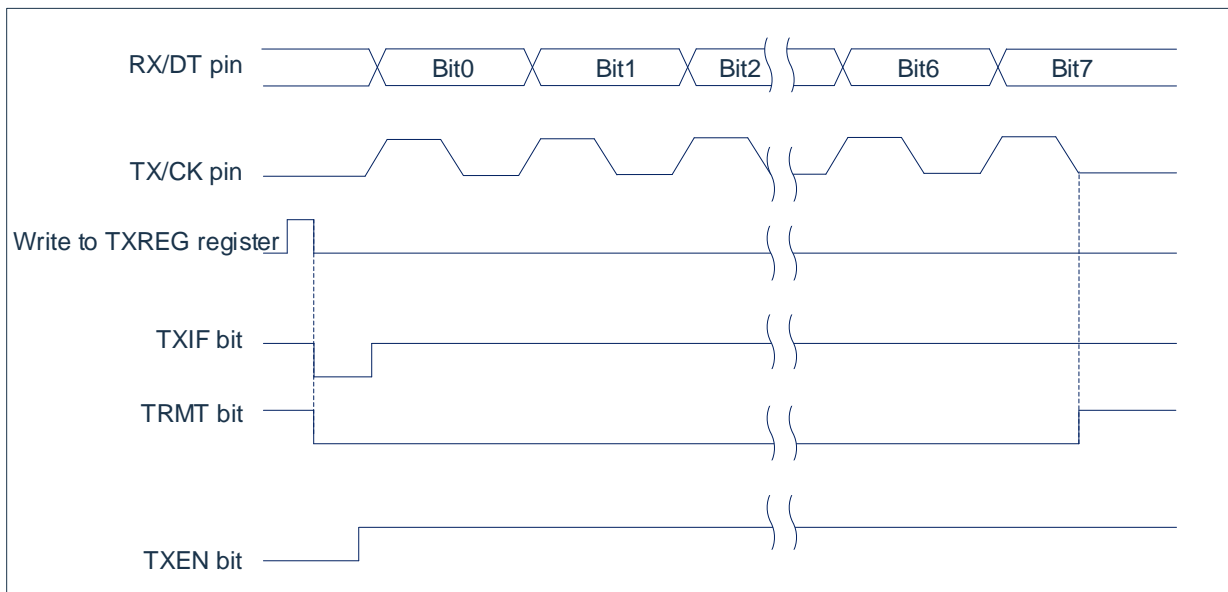 RX/DT pin
Bit0 Bit1 Bit2 Bit6 Bit7
TX/CK pin
Write to TXREG register
TXIF bit
TRMT bit
TXEN bit